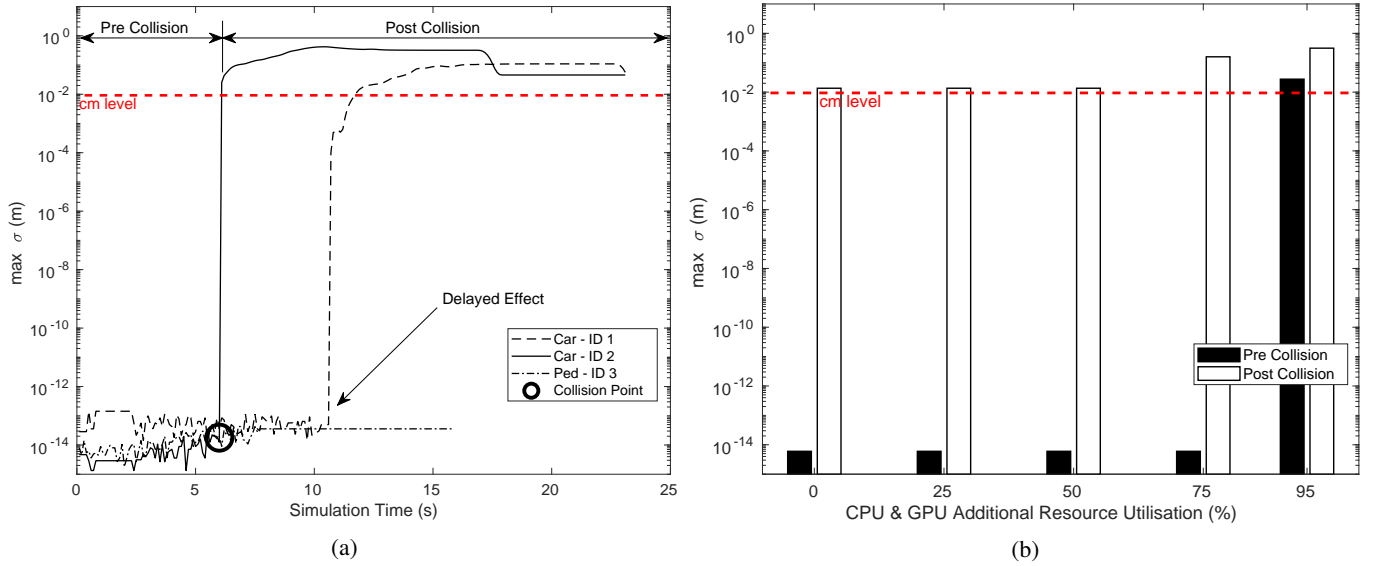 Pre Collision
Post Collision
10^0
10^-2
10^-4
10^-6
10^-8
10^-10
10^-12
10^-14
max σ (m)
cm level
Delayed Effect
Car - ID 1
Car - ID 2
Ped - ID 3
Collision Point
0 5 10 15 20 25
Simulation Time (s)
(a)
10^0
10^-2
10^-4
10^-6
10^-8
10^-10
10^-12
10^-14
max σ (m)
cm level
Pre Collision
Post Collision
0 25 50 75 95
CPU & GPU Additional Resource Utilisation (%)
(b)